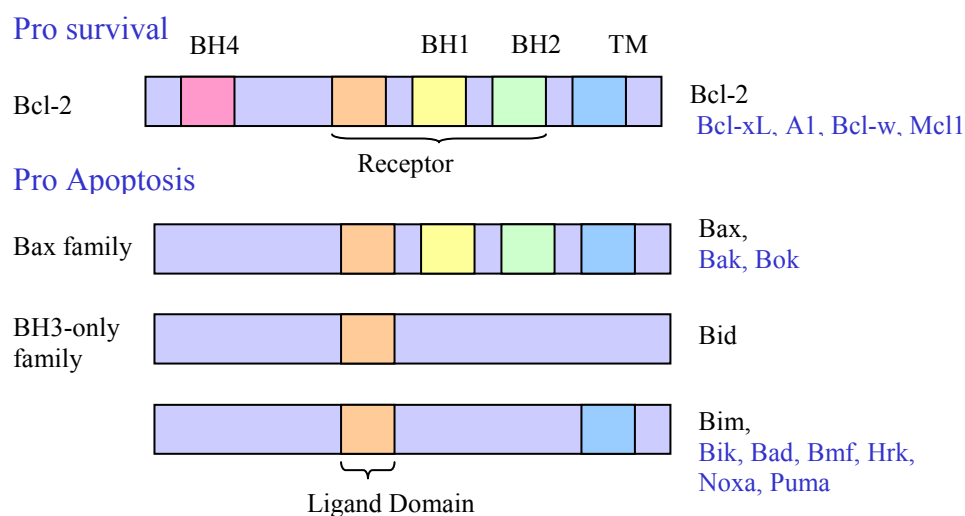 Pro survival
BH4 BH1 BH2 TM
Bcl-2
Bcl-2
Bcl-xL, A1, Bcl-w, Mcl1
Receptor
Pro Apoptosis
Bax family
Bax,
Bak, Bok
BH3-only
family
Bid
Bim,
Bik, Bad, Bmf, Hrk,
Noxa, Puma
Ligand Domain